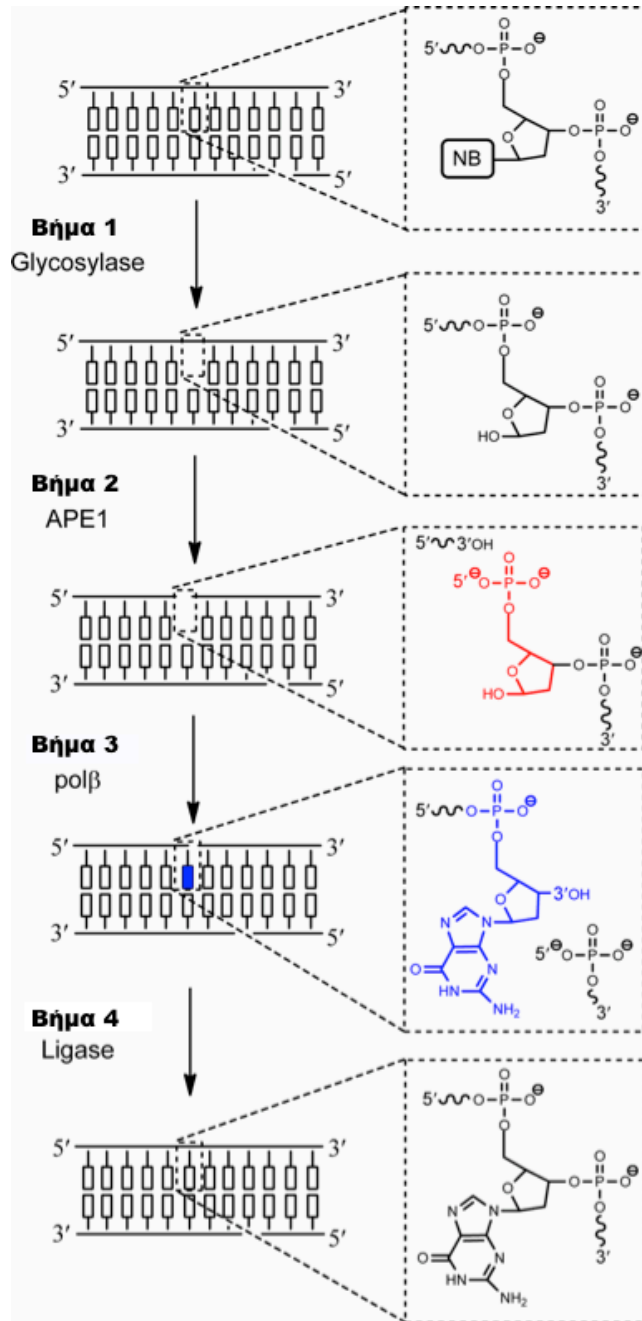 5′ 3′
3′ 5′
Βήμα 1
Glycosylase
5′ O P O ⊖
O
O
O
O P O ⊖
O
O
NB
3′
5′ 3′
3′ 5′
Βήμα 2
APE1
5′ O P O ⊖
O
O
O
O P O ⊖
O
O
HO
3′
5′ 3′
3′ 5′
Βήμα 3
polβ
5′ 3′OH
5′ ⊖ O P O ⊖
O
O
O
O P O ⊖
O
O
HO
3′
5′ 3′
3′ 5′
Βήμα 4
Ligase
5′ O P O ⊖
O
O
O
3′OH
N N
N
O HN NH₂
5′ ⊖ O P O ⊖
O
O
3′
5′ 3′
3′ 5′
5′ O P O ⊖
O
O
O
O P O ⊖
O
O
N N
N
O HN NH₂
3′